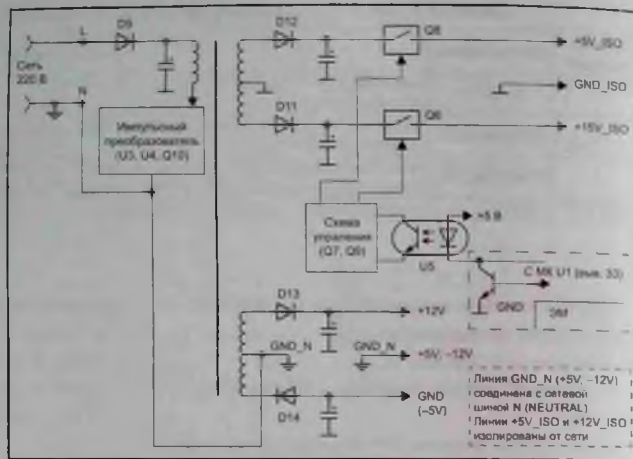 D9
L
Сеть
220 В
N
Импульсный
преобразователь
(U3, U4, Q10)
D12
Q8
+5V_ISO
GND_ISO
D11
Q6
+15V_ISO
Схема
управления
(Q7, Q9)
+5 В
U5
С МК U1 (выв. 33)
GND
SIM
D13
+12V
GND_N
GND_N
+5V, –12V
D14
GND
(–5V)
Линия GND_N (+5V, –12V)
соединена с сетевой
шиной N (NEUTRAL)
Линии +5V_ISO и +12V_ISO
изолированы от сети